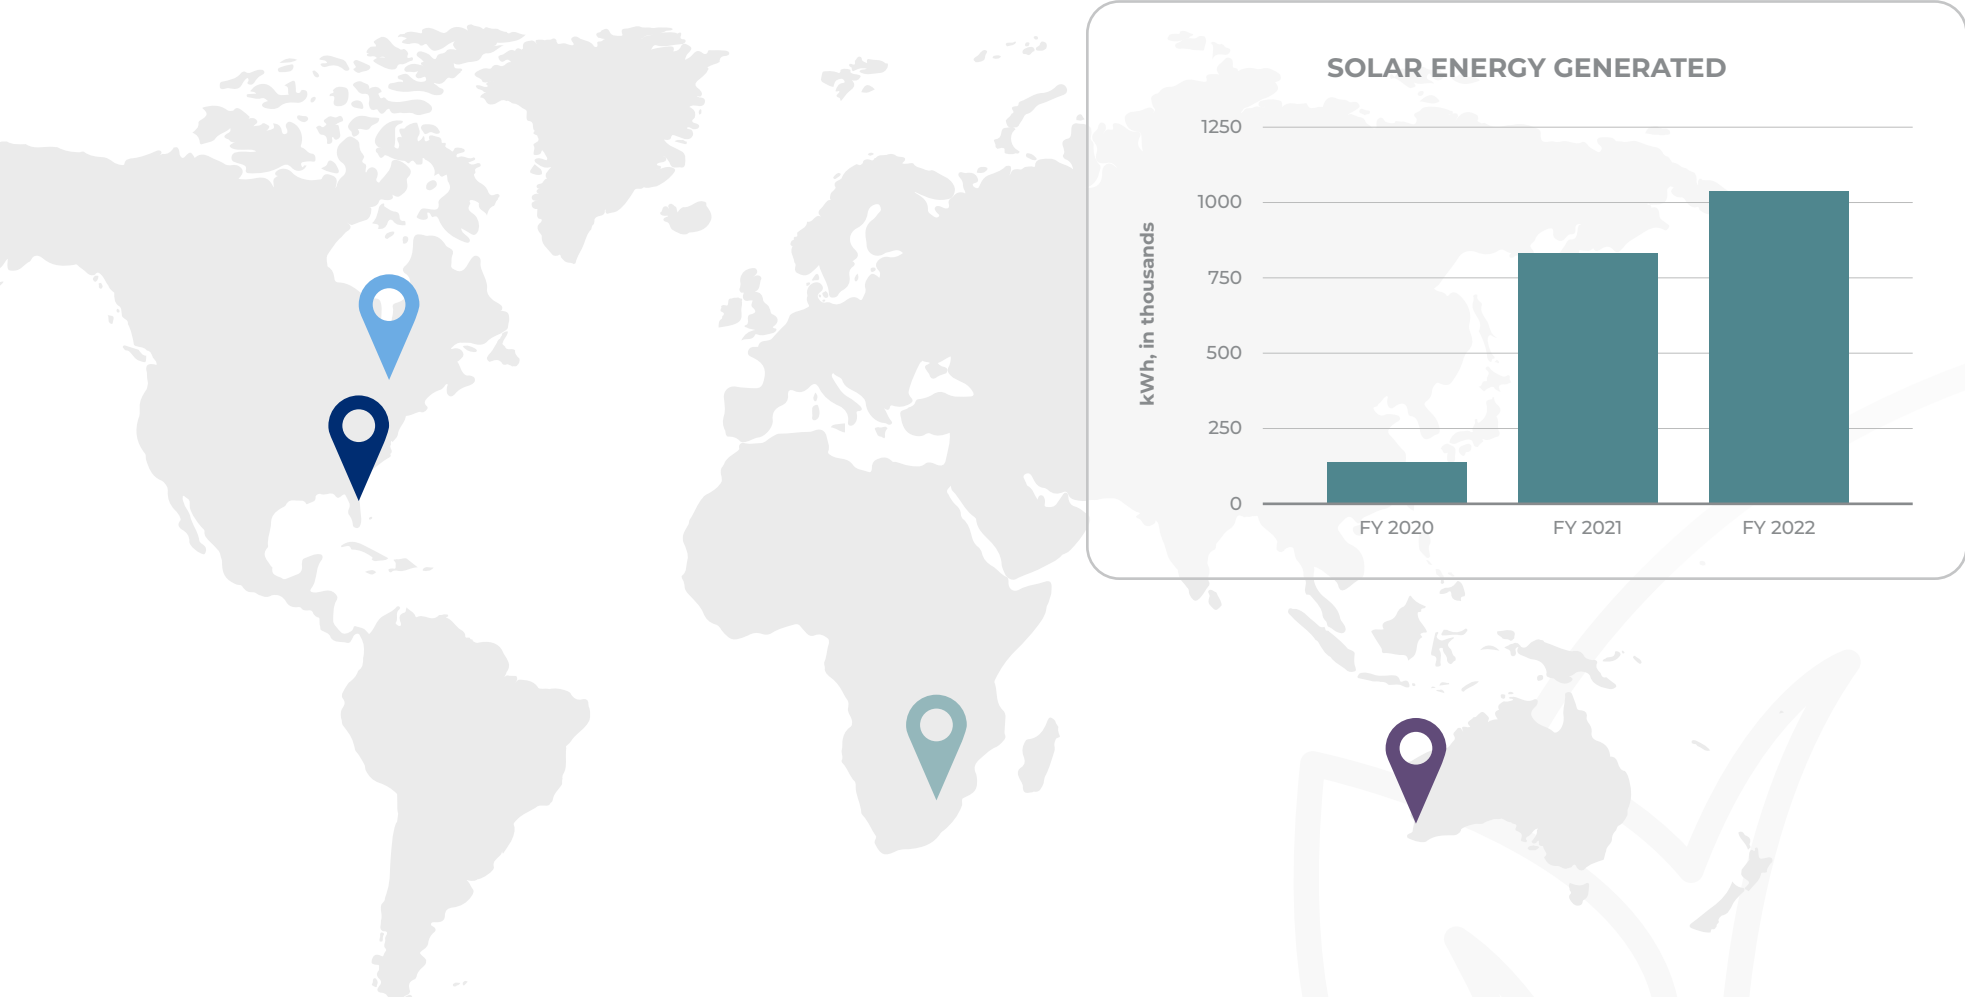 SOLAR ENERGY GENERATED
kWh, in thousands
1250
1000
750
500
250
0
FY 2020
FY 2021
FY 2022